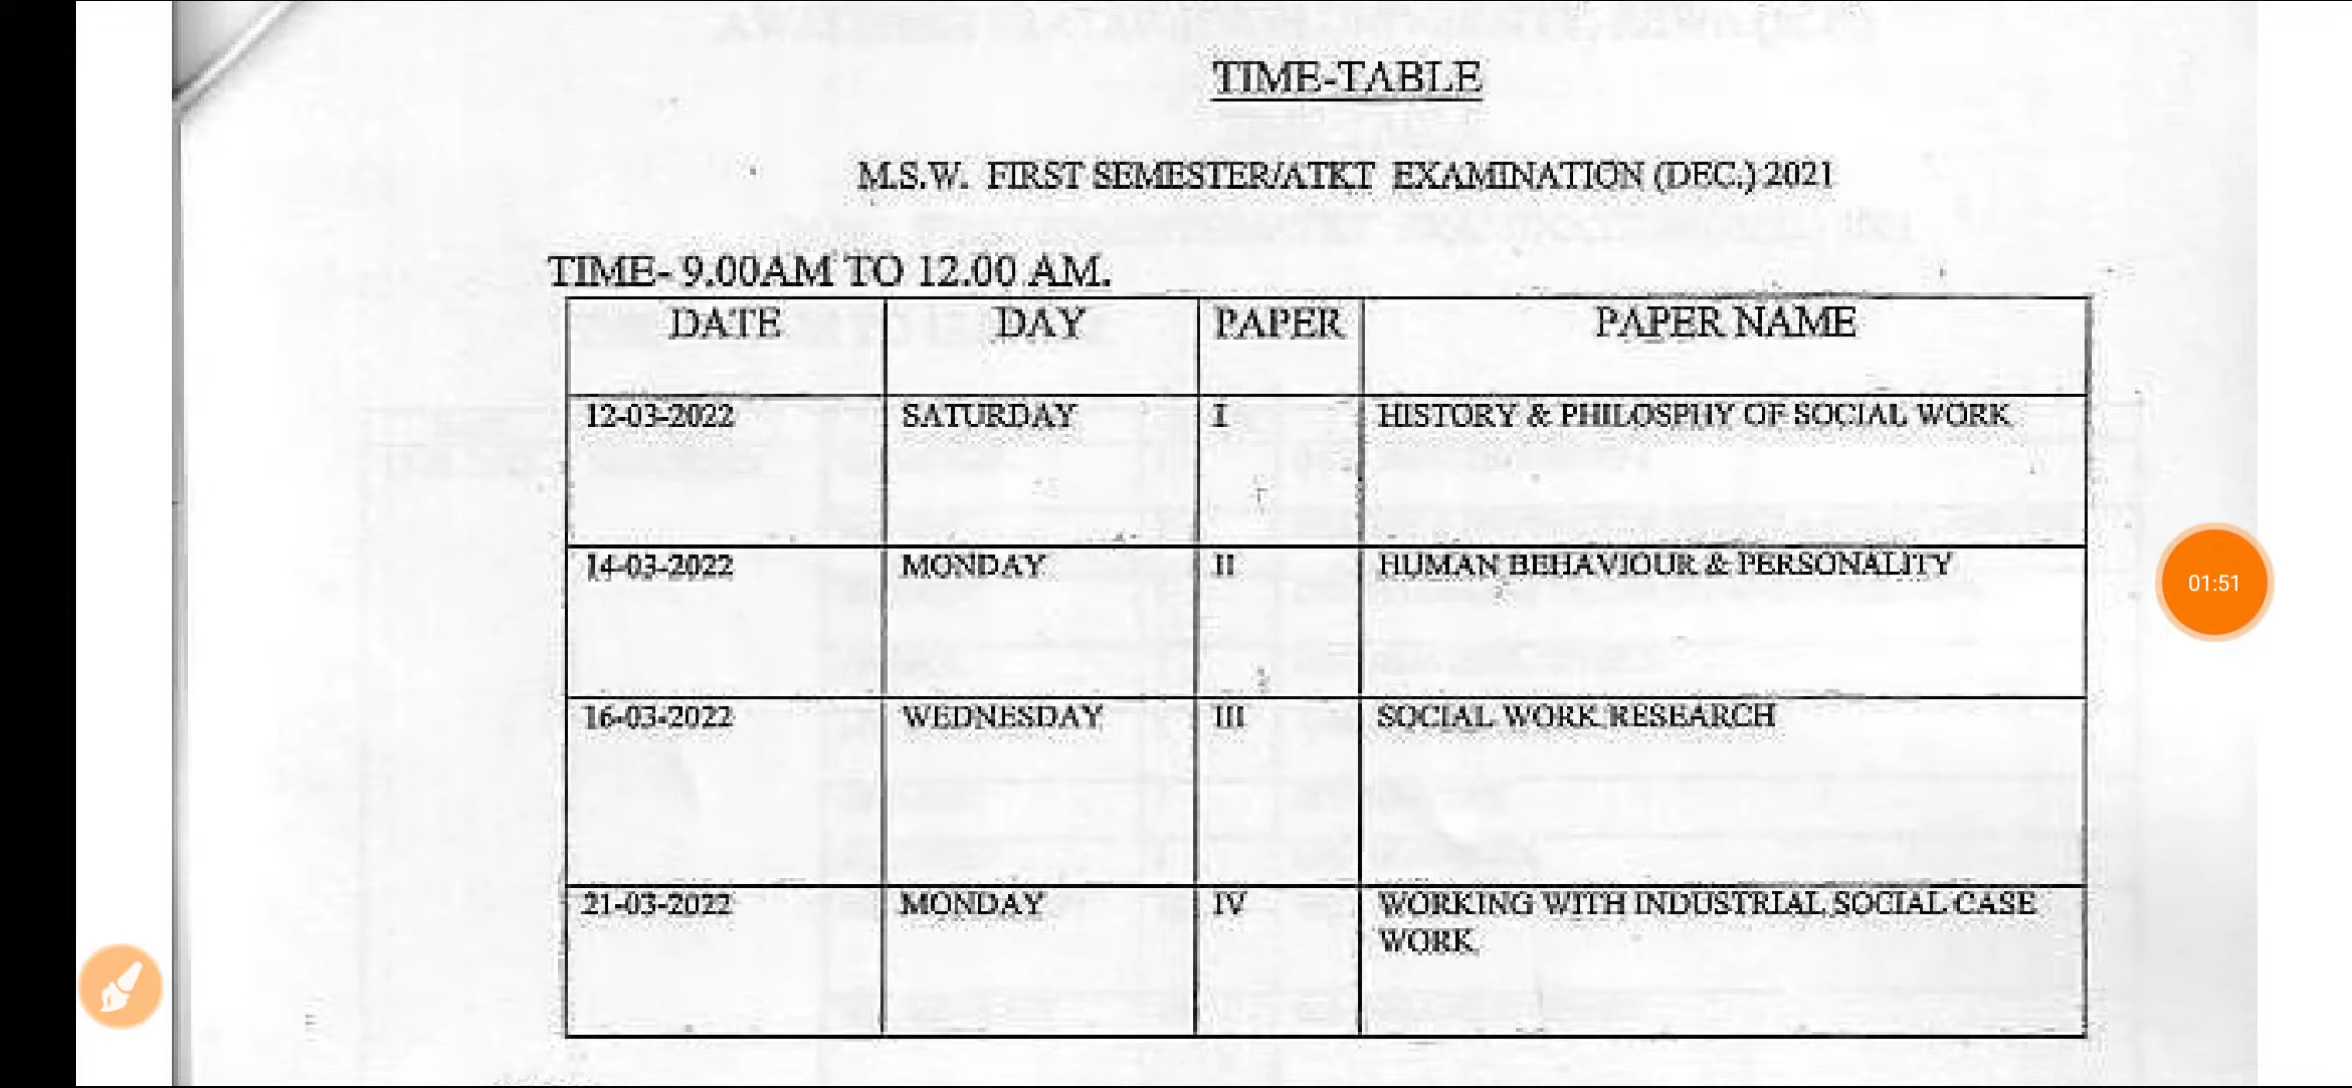 TIME-TABLE
M.S.W. FIRST SEMESTER/ATKT EXAMINATION (DEC.) 2021
TIME- 9.00AM TO 12.00 AM.
DATE DAY PAPER PAPER NAME
12-03-2022 SATURDAY I HISTORY & PHILOSPHY OF SOCIAL WORK
14-03-2022 MONDAY II HUMAN BEHAVIOUR & PERSONALITY
16-03-2022 WEDNESDAY III SOCIAL WORK RESEARCH
21-03-2022 MONDAY IV WORKING WITH INDUSTRIAL SOCIAL CASE
WORK
01:51